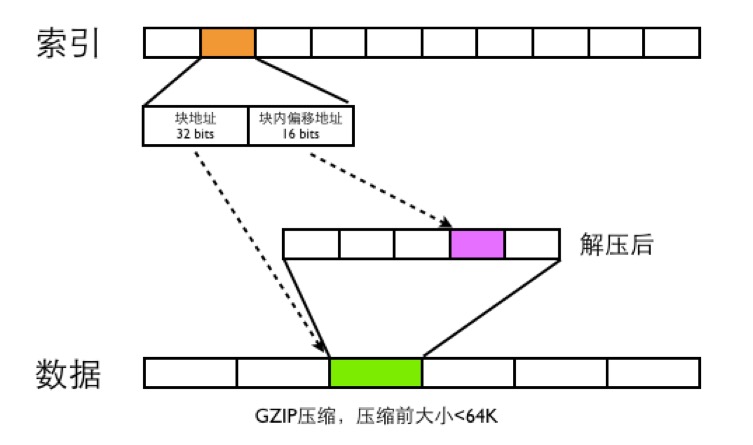 索引
块地址
32 bits
块内偏移地址
16 bits
解压后
数据
GZIP压缩，压缩前大小<64K